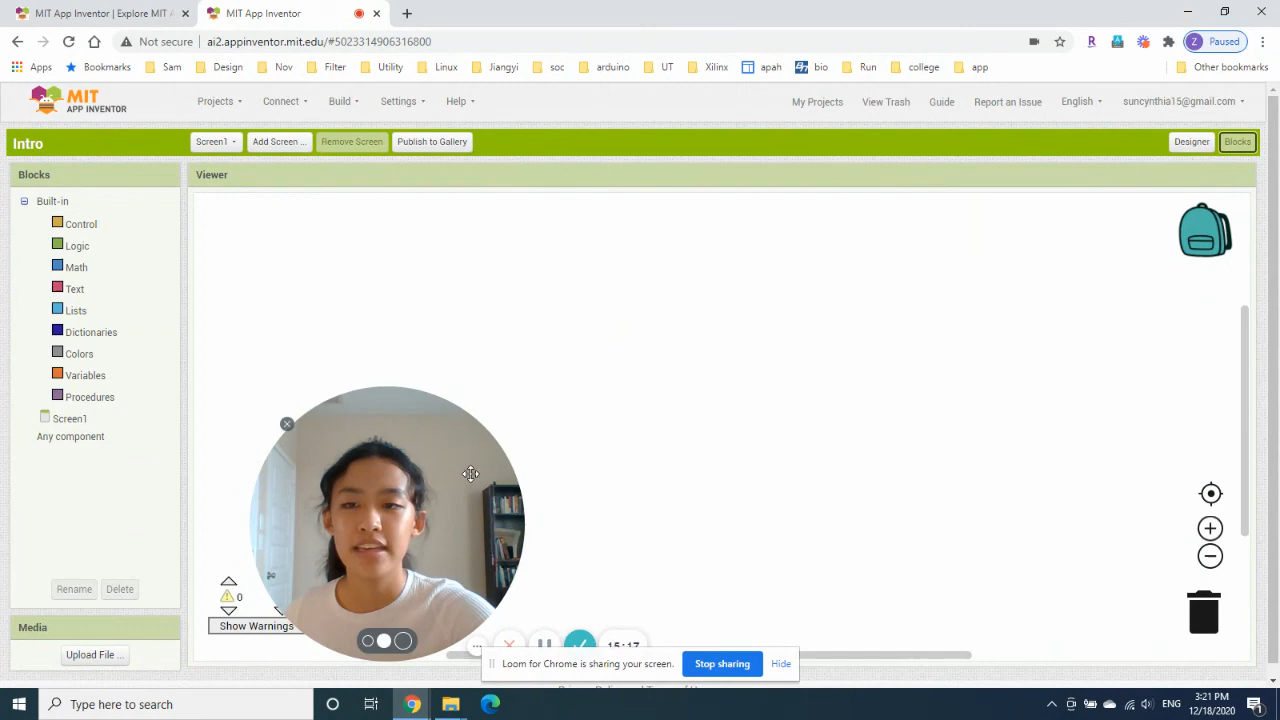 MIT App Inventor | Explore MIT A
MIT App Inventor
Not secure | ai2.appinventor.mit.edu/#5023314906316800
Z Paused
Apps Bookmarks Sam Design Nov Filter Utility Linux Jiangyi soc arduino UT Xilinx apah bio Run college app Other bookmarks
MIT
APP INVENTOR
Projects Connect Build Settings Help My Projects View Trash Guide Report an Issue English suncynthia15@gmail.com
Intro Screen1 Add Screen ... Remove Screen Publish to Gallery Designer Blocks
Blocks
Viewer
Built-in
Control
Logic
Math
Text
Lists
Dictionaries
Colors
Variables
Procedures
Screen1
Any component
Rename Delete
0
Show Warnings
Media
Upload File ...
15:17
Loom for Chrome is sharing your screen. Stop sharing Hide
Type here to search
ENG
3:21 PM
12/18/2020
1